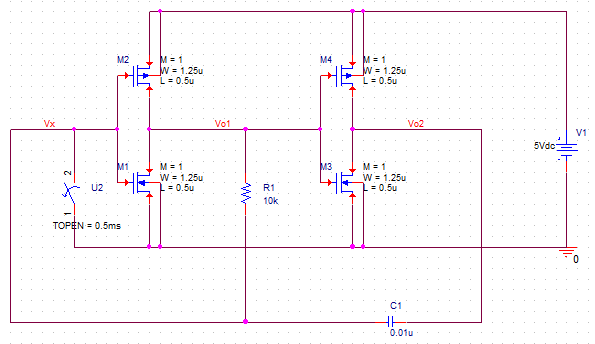 M2
M = 1
W = 1.25u
L = 0.5u
M4
M = 1
W = 1.25u
L = 0.5u
Vx
Vo1
Vo2
V1
5Vdc
M1
M = 1
W = 1.25u
L = 0.5u
M3
M = 1
W = 1.25u
L = 0.5u
2
U2
1
TOPEN = 0.5ms
R1
10k
0
C1
0.01u